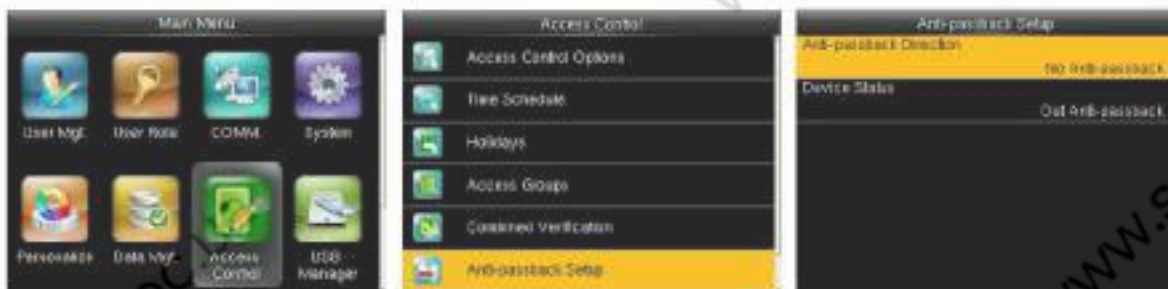 Main Menu
User Mgt. User Role COMM. System
Personalize Data Mgt. Access Control USB Manager
Access Control
Access Control Options
Time Schedule
Holidays
Access Groups
Combined Verification
Anti-passback Setup
Anti-passback Setup
Anti-passback Direction
No Anti-passback
Device Status
Out Anti-passback
www.s